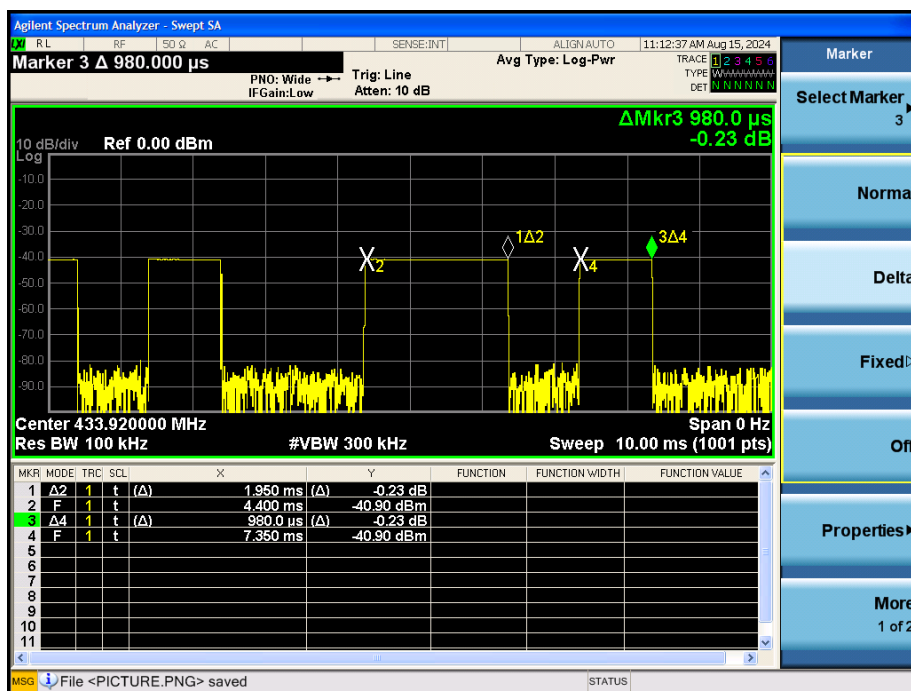 Agilent Spectrum Analyzer - Swept SA
LXI RL RF 50 Ω AC SENSE:INT ALIGN AUTO 11:12:37 AM Aug 15, 2024
Marker 3 Δ 980.000 µs
PNO: Wide
IFGain:Low
Trig: Line
Atten: 10 dB
Avg Type: Log-Pwr
TRACE 1 2 3 4 5 6
TYPE WWWWWW
DET N N N N N N
ΔMkr3 980.0 µs
-0.23 dB
10 dB/div Ref 0.00 dBm
Log
-10.0
-20.0
-30.0
-40.0
-50.0
-60.0
-70.0
-80.0
-90.0
X2
1Δ2
X4
3Δ4
Center 433.920000 MHz Span 0 Hz
Res BW 100 kHz #VBW 300 kHz Sweep 10.00 ms (1001 pts)
MKR MODE TRC SCL X Y FUNCTION FUNCTION WIDTH FUNCTION VALUE
1 Δ2 1 t (Δ) 1.950 ms (Δ) -0.23 dB
2 F 1 t 4.400 ms -40.90 dBm
3 Δ4 1 t (Δ) 980.0 µs (Δ) -0.23 dB
4 F 1 t 7.350 ms -40.90 dBm
5
6
7
8
9
10
11
MSG File <PICTURE.PNG> saved STATUS
Marker
Select Marker
3
Norma
Delta
Fixed
Off
Properties
More
1 of 2